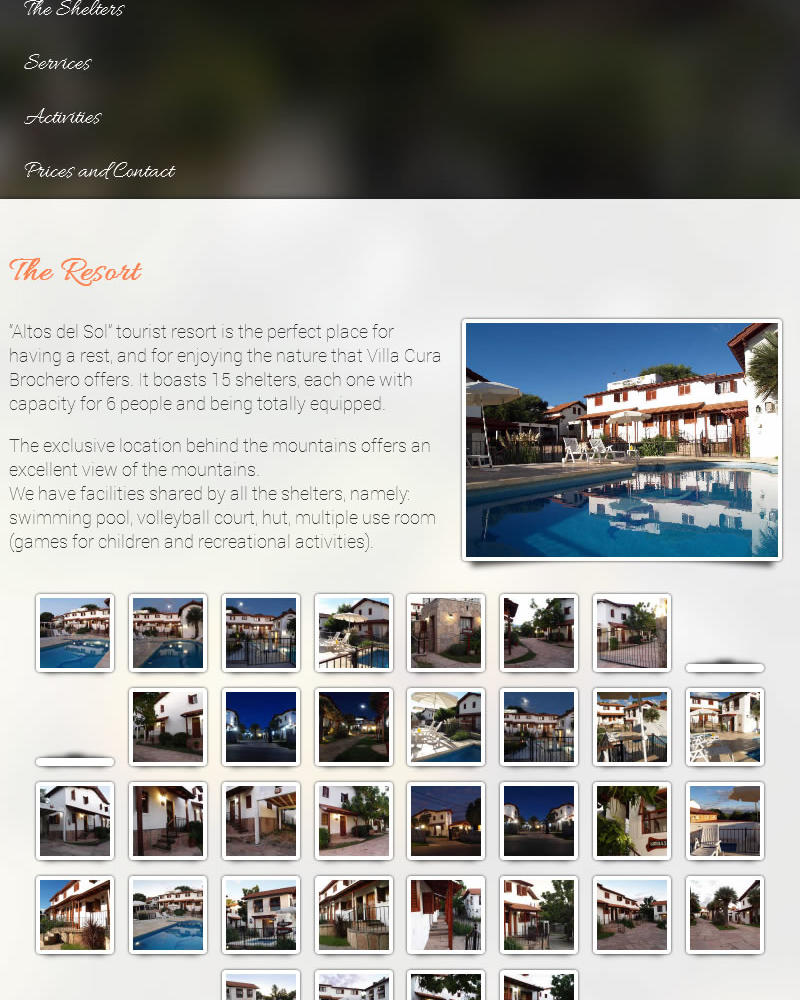 The Shelters
Services
Activities
Prices and Contact
The Resort
"Altos del Sol" tourist resort is the perfect place for
having a rest, and for enjoying the nature that Villa Cura
Brochero offers. It boasts 15 shelters, each one with
capacity for 6 people and being totally equipped.
The exclusive location behind the mountains offers an
excellent view of the mountains.
We have facilities shared by all the shelters, namely:
swimming pool, volleyball court, hut, multiple use room
(games for children and recreational activities).